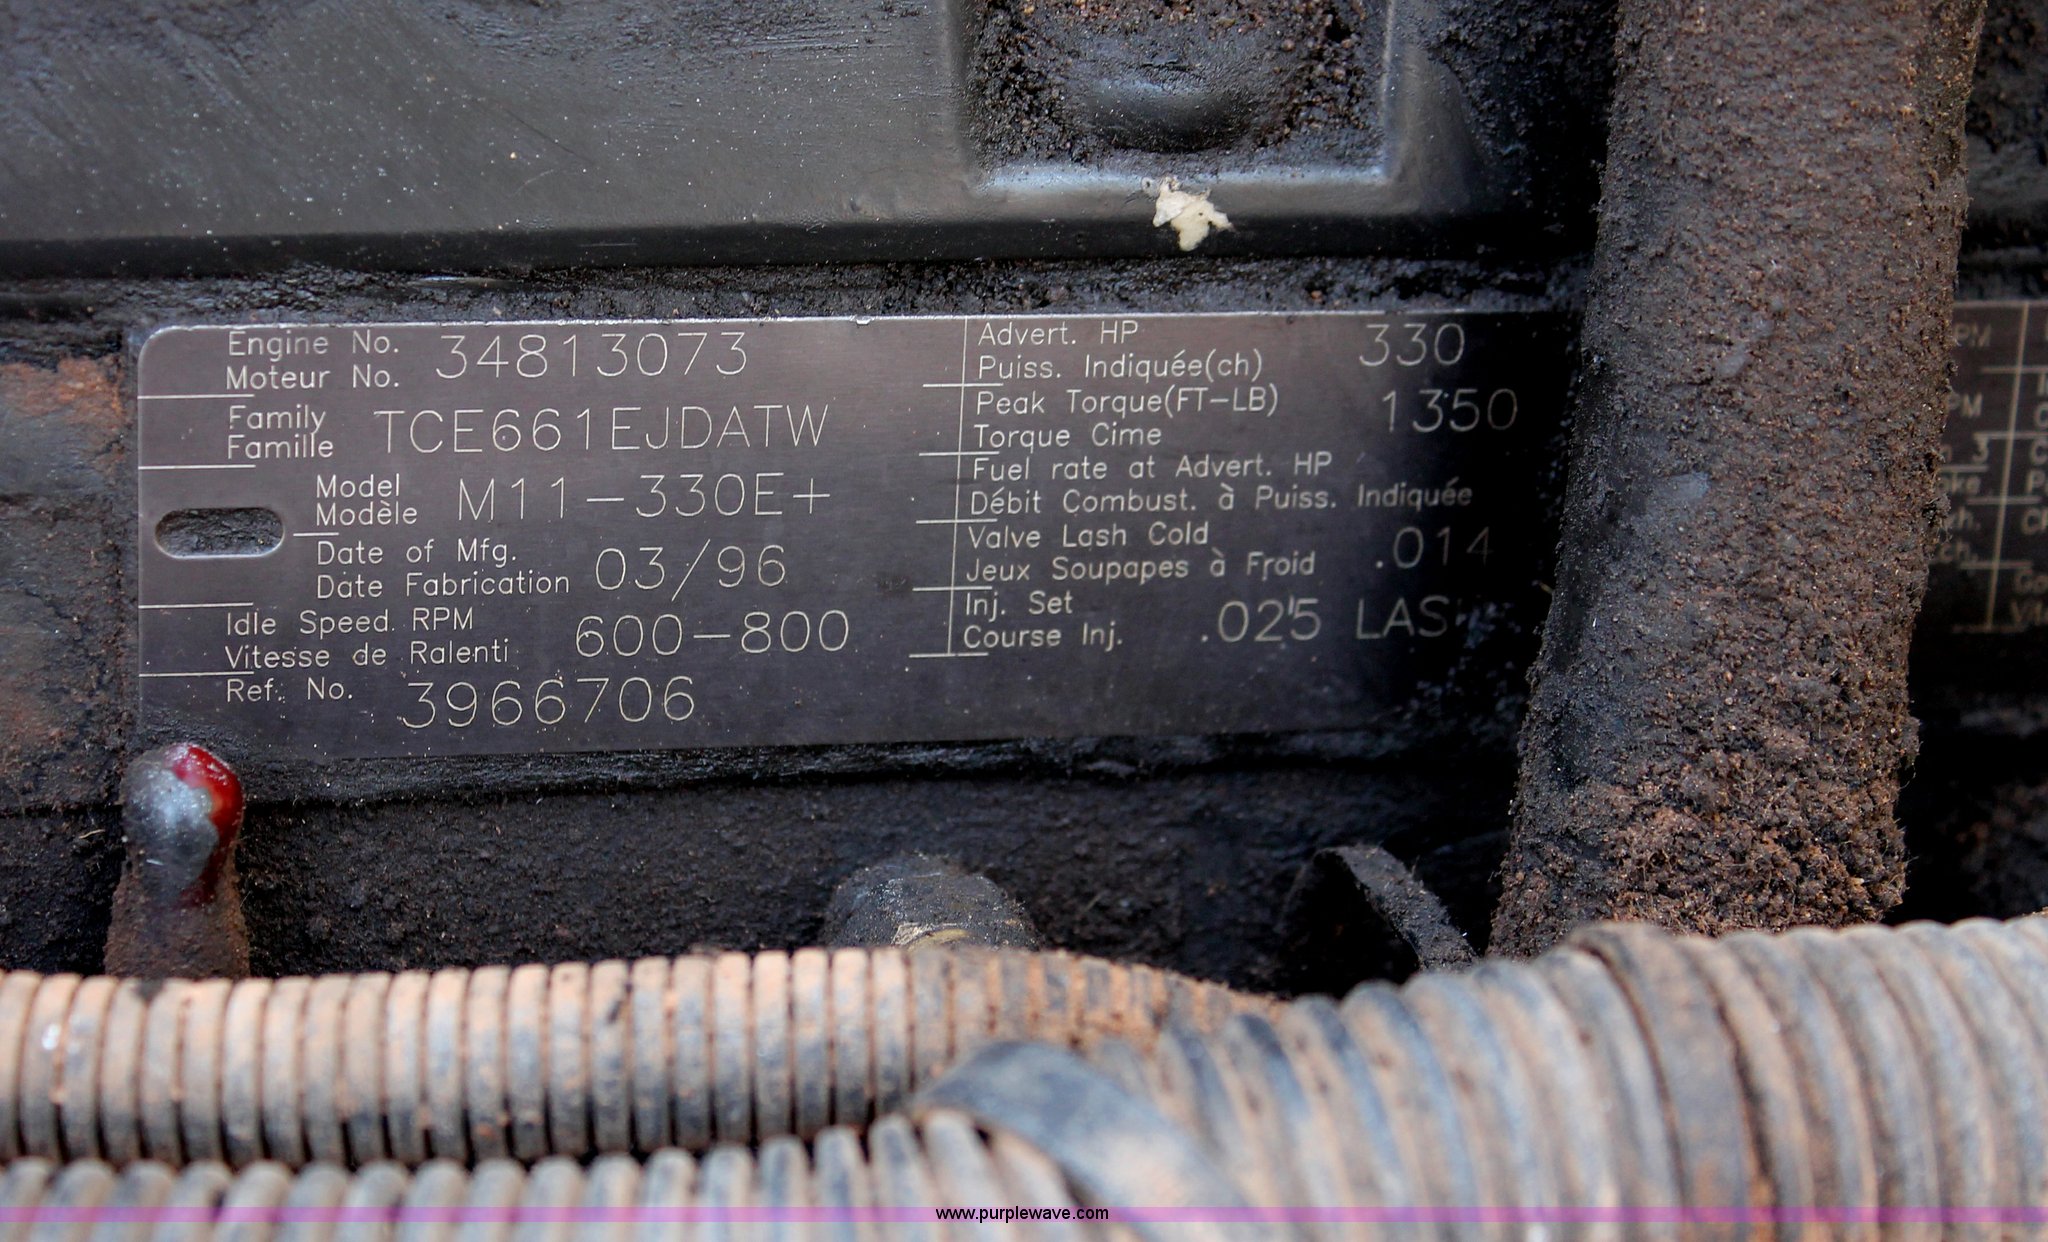 Engine No. 34813073
Moteur No.
Family TCE661EJDATW
Famille
Model M11-330E+
Modèle
Date of Mfg. 03/96
Date Fabrication
Idle Speed RPM 600-800
Vitesse de Ralenti
Ref. No. 3966706
Advert. HP 330
Puiss. Indiquée(ch)
Peak Torque(FT-LB) 1350
Torque Cime
Fuel rate at Advert. HP
Débit Combust. à Puiss. Indiquée
Valve Lash Cold .014
Jeux Soupapes à Froid
Inj. Set .025
Course Inj.
www.purplewave.com